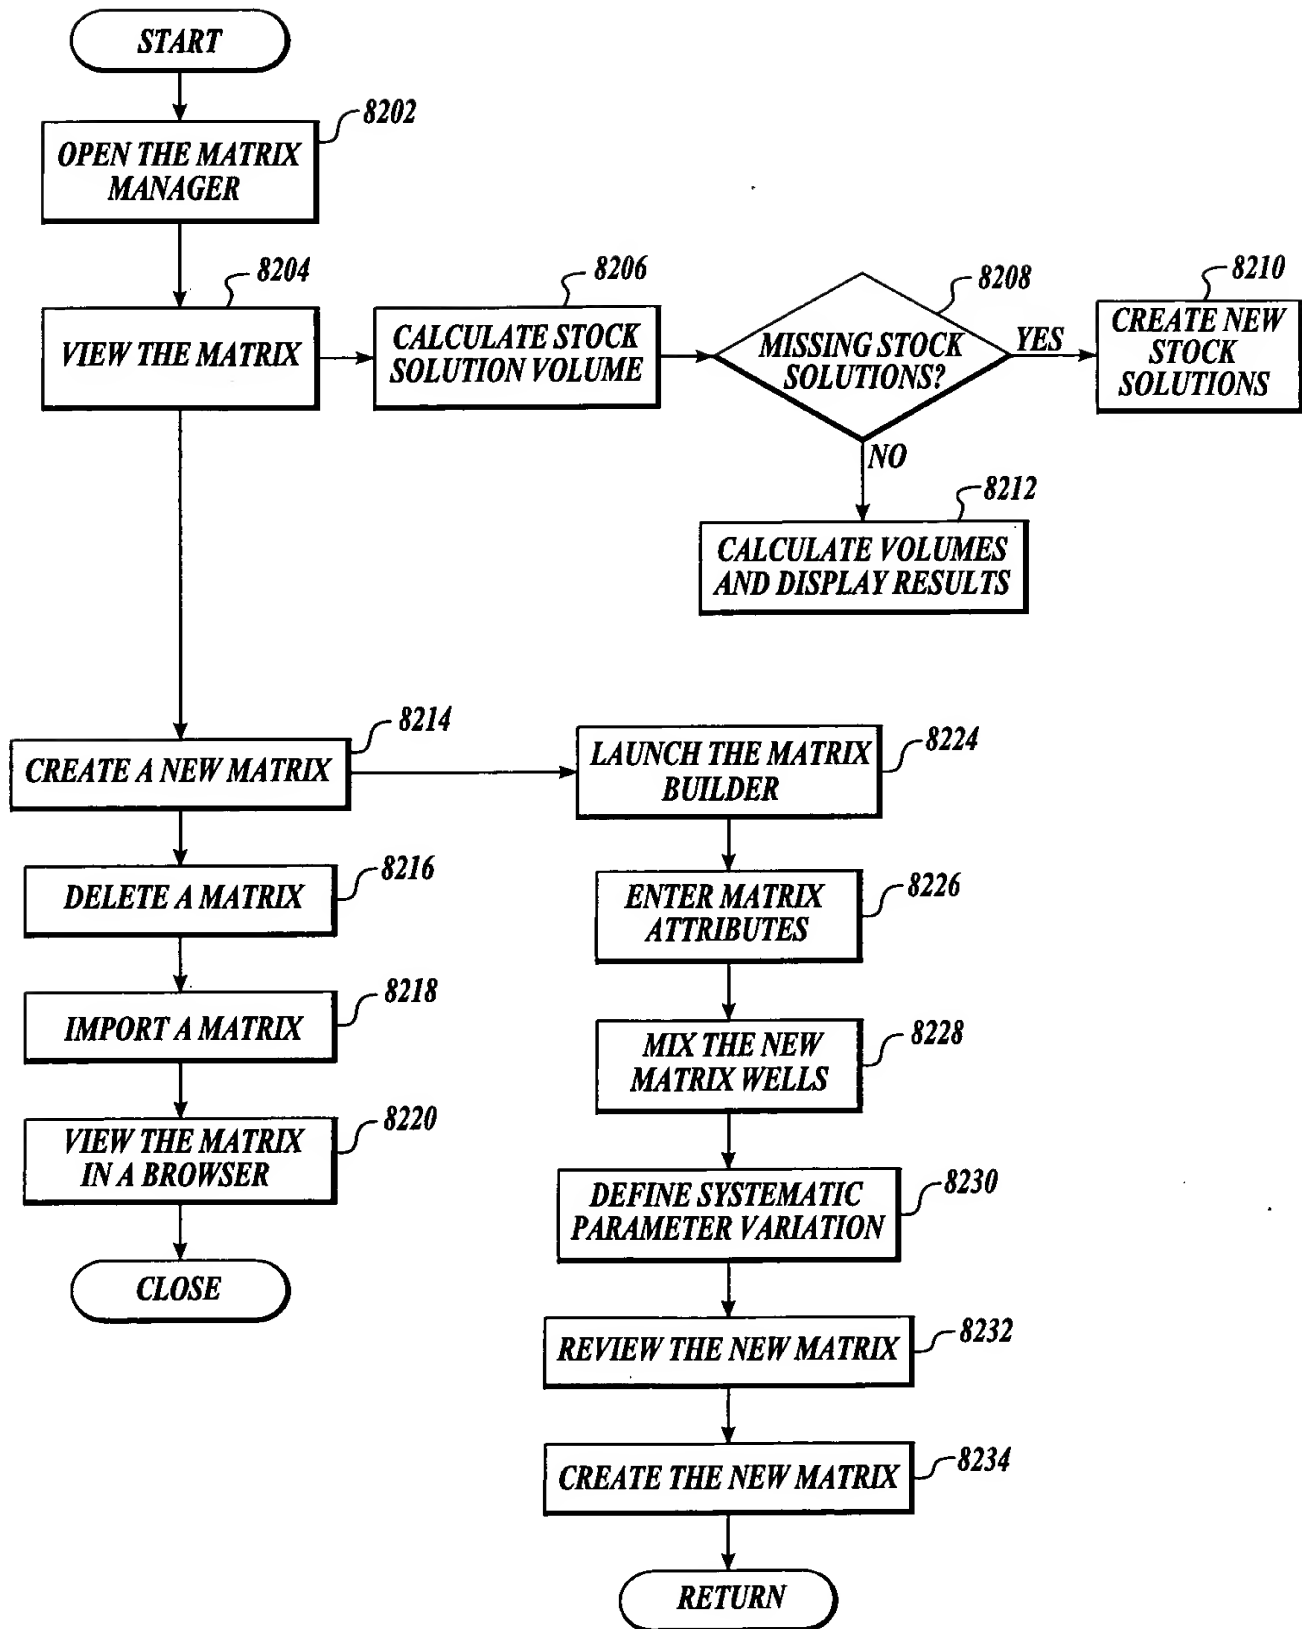 START
8202
OPEN THE MATRIX
MANAGER
8204
VIEW THE MATRIX
8206
CALCULATE STOCK
SOLUTION VOLUME
8208
MISSING STOCK
SOLUTIONS?
YES
8210
CREATE NEW
STOCK
SOLUTIONS
NO
8212
CALCULATE VOLUMES
AND DISPLAY RESULTS
8214
CREATE A NEW MATRIX
8216
DELETE A MATRIX
8218
IMPORT A MATRIX
8220
VIEW THE MATRIX
IN A BROWSER
CLOSE
8224
LAUNCH THE MATRIX
BUILDER
8226
ENTER MATRIX
ATTRIBUTES
8228
MIX THE NEW
MATRIX WELLS
8230
DEFINE SYSTEMATIC
PARAMETER VARIATION
8232
REVIEW THE NEW MATRIX
8234
CREATE THE NEW MATRIX
RETURN